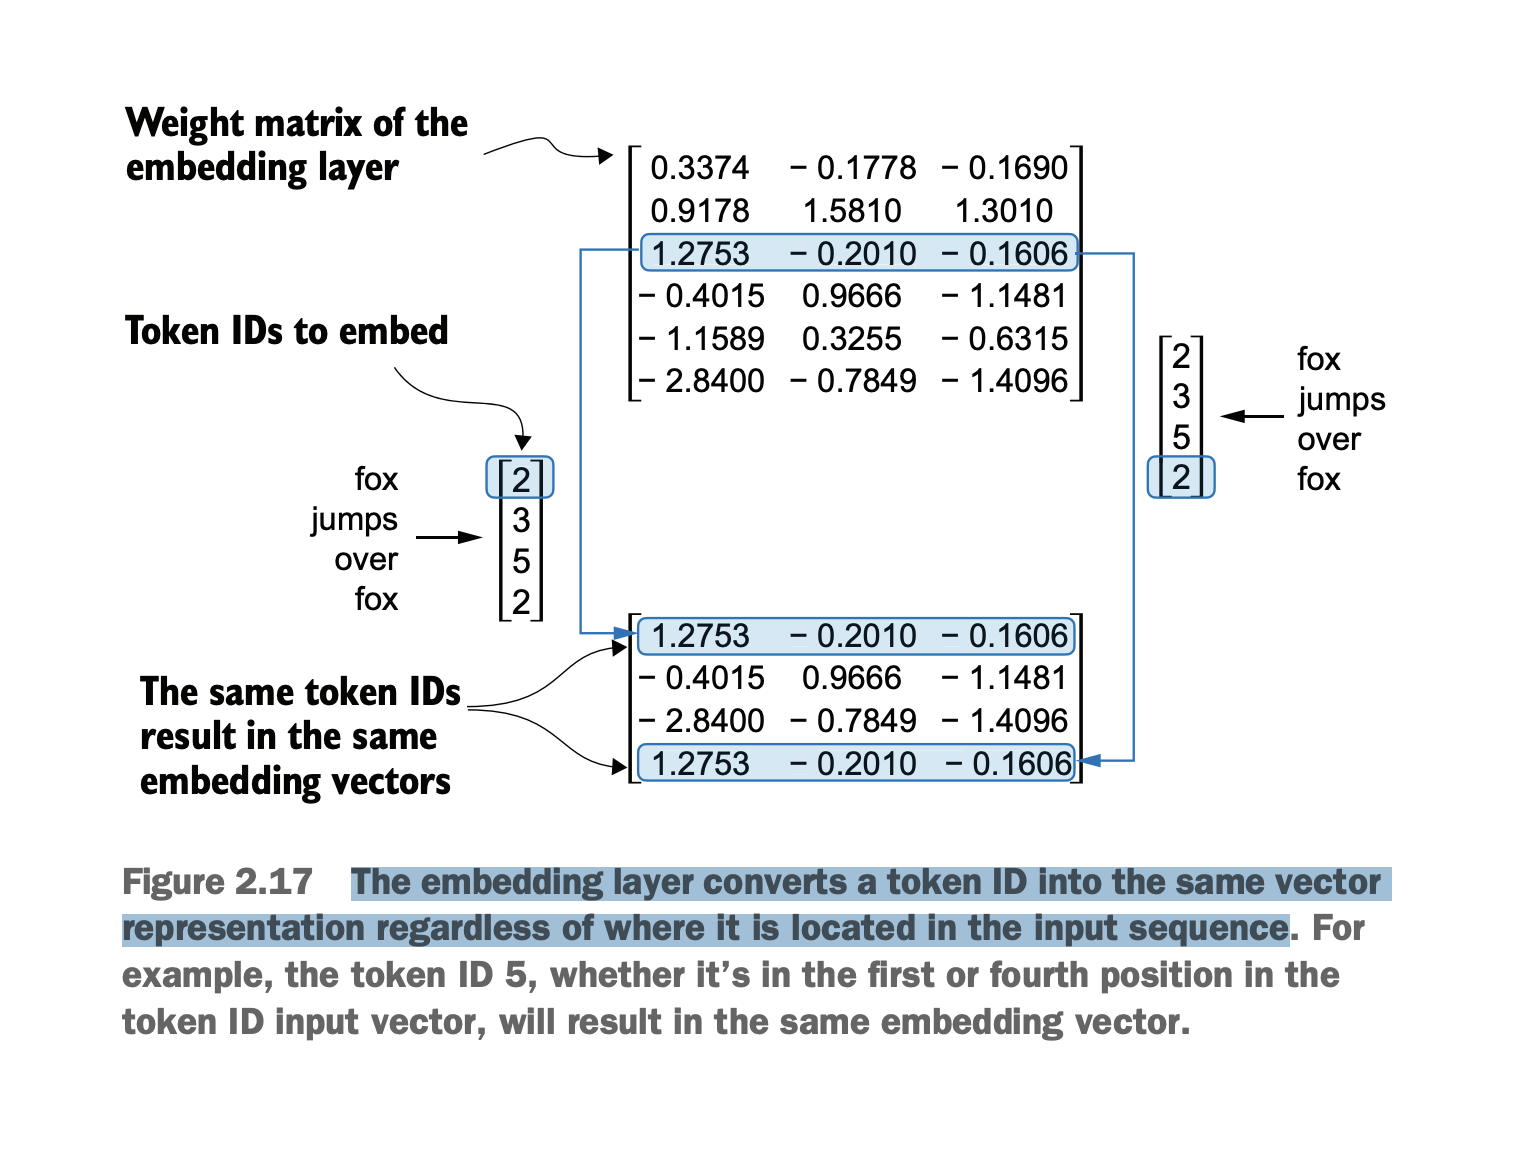 Weight matrix of the
embedding layer
0.3374 − 0.1778 − 0.1690
0.9178 1.5810 1.3010
1.2753 − 0.2010 − 0.1606
− 0.4015 0.9666 − 1.1481
− 1.1589 0.3255 − 0.6315
− 2.8400 − 0.7849 − 1.4096
Token IDs to embed
fox
jumps
over
fox
2
3
5
2
2
3
5
2
fox
jumps
over
fox
The same token IDs
result in the same
embedding vectors
1.2753 − 0.2010 − 0.1606
− 0.4015 0.9666 − 1.1481
− 2.8400 − 0.7849 − 1.4096
1.2753 − 0.2010 − 0.1606
Figure 2.17 The embedding layer converts a token ID into the same vector
representation regardless of where it is located in the input sequence. For
example, the token ID 5, whether it’s in the first or fourth position in the
token ID input vector, will result in the same embedding vector.